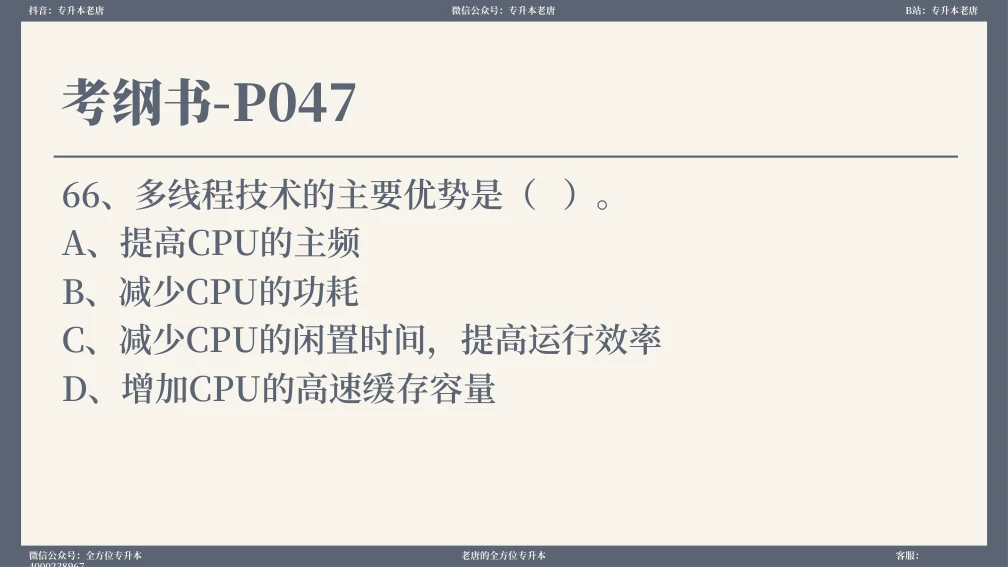 抖音：专升本老唐
微信公众号：专升本老唐
B站：专升本老唐
考纲书-P047
66、多线程技术的主要优势是（ ）。
A、提高CPU的主频
B、减少CPU的功耗
C、减少CPU的闲置时间，提高运行效率
D、增加CPU的高速缓存容量
微信公众号：全方位专升本
老唐的全方位专升本
客服：